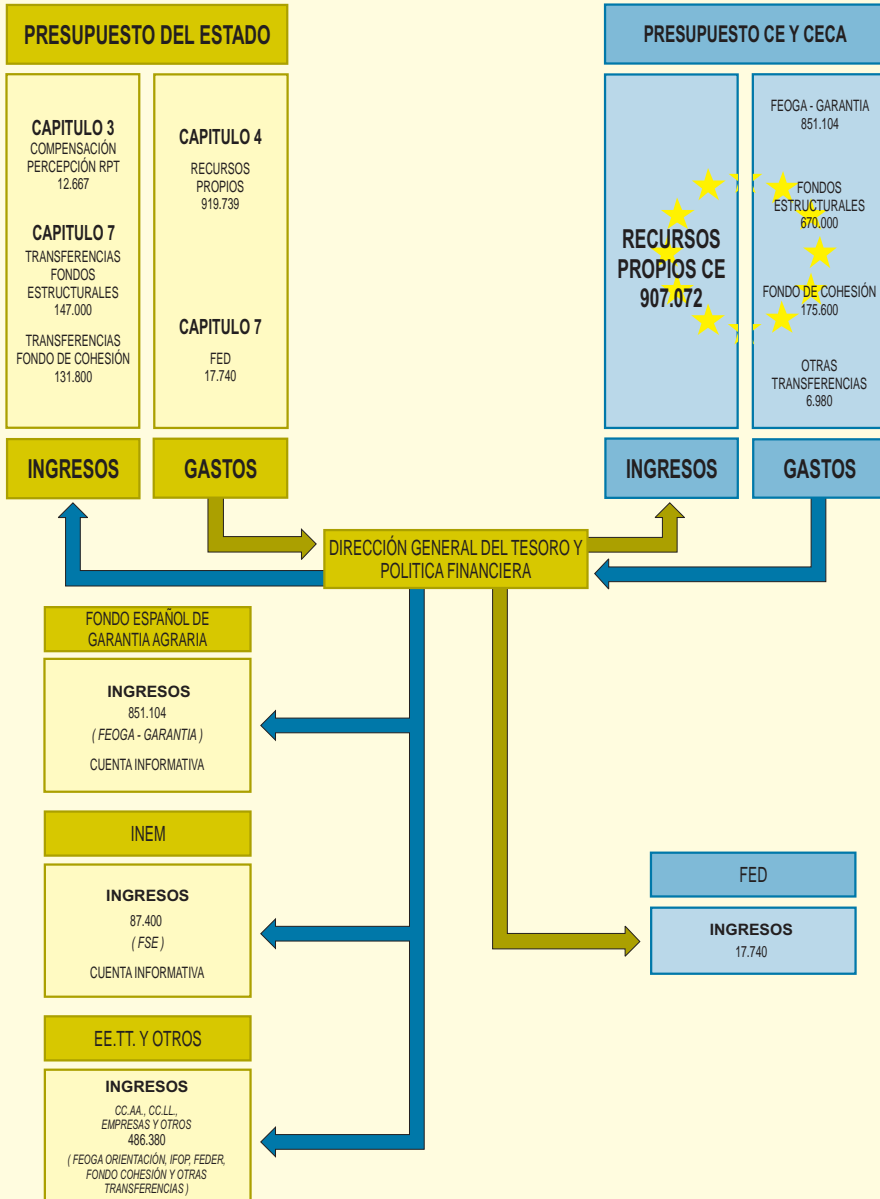 PRESUPUESTO DEL ESTADO
CAPITULO 3
COMPENSACIÓN
PERCEPCIÓN RPT
12.667
CAPITULO 7
TRANSFERENCIAS
FONDOS
ESTRUCTURALES
147.000
TRANSFERENCIAS
FONDO DE COHESIÓN
131.800
CAPITULO 4
RECURSOS
PROPIOS
919.739
CAPITULO 7
FED
17.740
INGRESOS
GASTOS
PRESUPUESTO CE Y CECA
RECURSOS
PROPIOS CE
907.072
FEOGA - GARANTIA
851.104
FONDOS
ESTRUCTURALES
670.000
FONDO DE COHESIÓN
175.600
OTRAS
TRANSFERENCIAS
6.980
INGRESOS
GASTOS
DIRECCIÓN GENERAL DEL TESORO Y
POLITICA FINANCIERA
FONDO ESPAÑOL DE
GARANTIA AGRARIA
INGRESOS
851.104
( FEOGA - GARANTIA )
CUENTA INFORMATIVA
INEM
INGRESOS
87.400
( FSE )
CUENTA INFORMATIVA
EE.TT. Y OTROS
INGRESOS
CC.AA., CC.LL.,
EMPRESAS Y OTROS
486.380
( FEOGA ORIENTACIÓN, IFOP, FEDER,
FONDO COHESIÓN Y OTRAS
TRANSFERENCIAS )
FED
INGRESOS
17.740